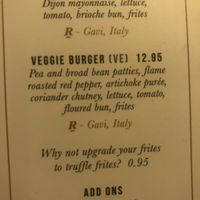 Dijon mayonnaise, lettuce,
tomato, brioche bun, frites
R - Gavi, Italy
VEGGIE BURGER (VE) 12.95
Pea and broad bean patties, flame
roasted red pepper, artichoke purée,
coriander chutney, lettuce, tomato,
floured bun, frites
R - Gavi, Italy
Why not upgrade your frites
to truffle frites? 0.95
ADD ONS